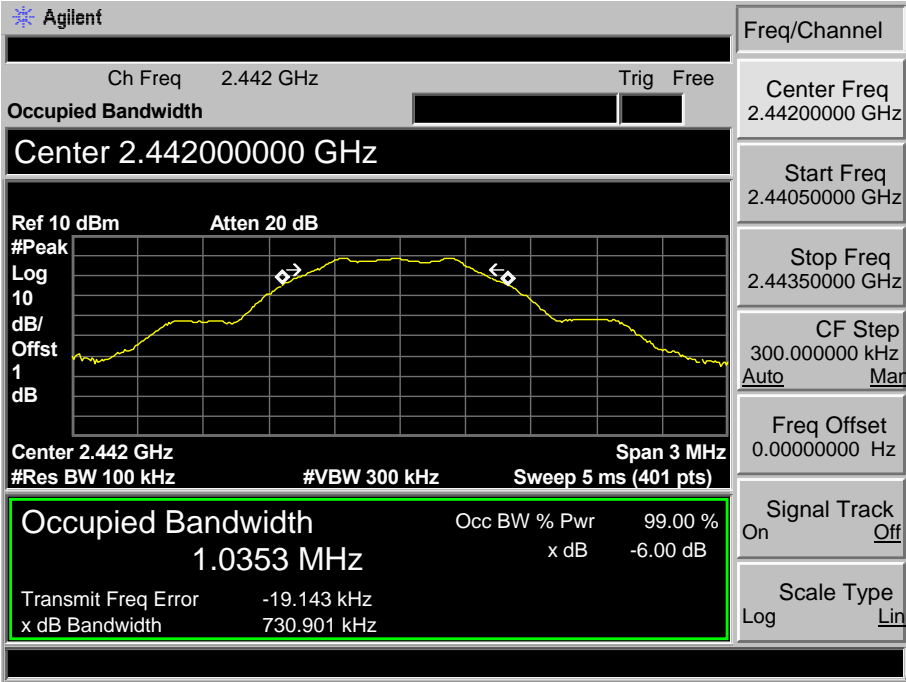 Agilent
Freq/Channel
Ch Freq 2.442 GHz Trig Free
Occupied Bandwidth
Center 2.442000000 GHz
Ref 10 dBm Atten 20 dB
#Peak
Log
10
dB/
Offst
1
dB
Center 2.442 GHz Span 3 MHz
#Res BW 100 kHz #VBW 300 kHz Sweep 5 ms (401 pts)
Occupied Bandwidth
1.0353 MHz
Occ BW % Pwr 99.00 %
x dB -6.00 dB
Transmit Freq Error -19.143 kHz
x dB Bandwidth 730.901 kHz
Center Freq
2.44200000 GHz
Start Freq
2.44050000 GHz
Stop Freq
2.44350000 GHz
CF Step
300.000000 kHz
Auto Man
Freq Offset
0.00000000 Hz
Signal Track
On Off
Scale Type
Log Lin